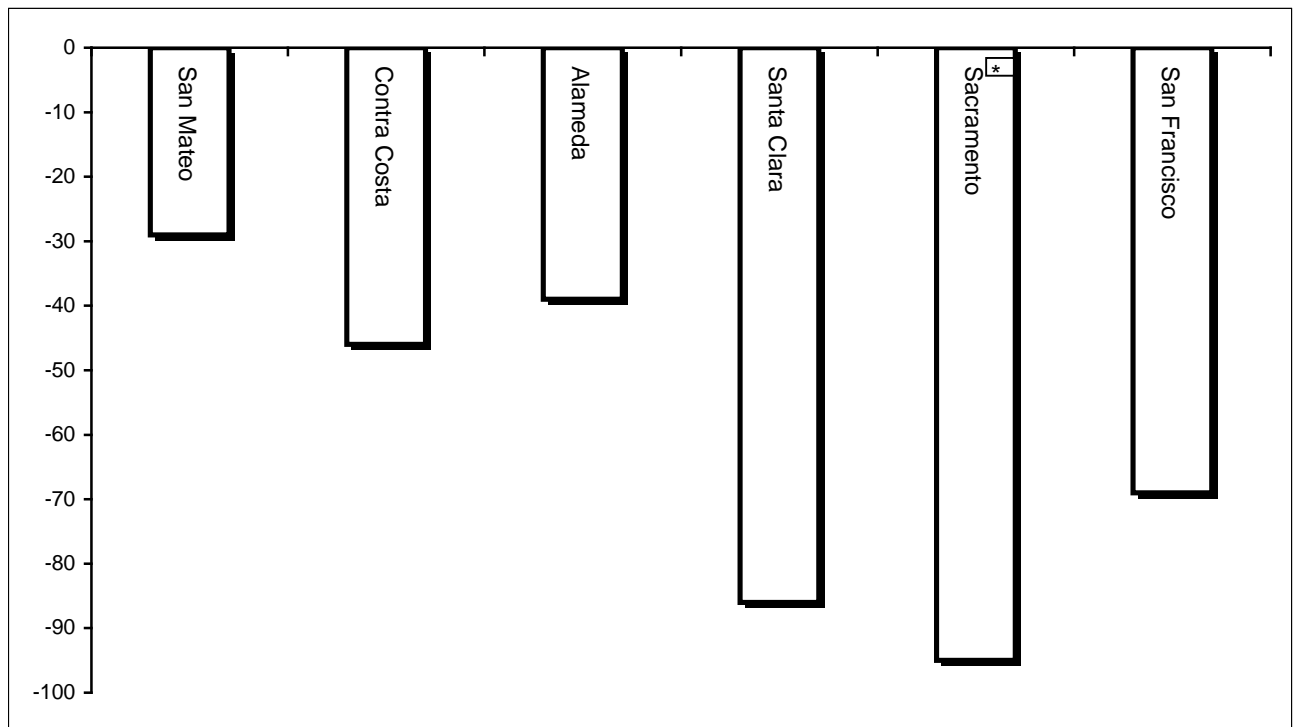 0
-10
-20
-30
-40
-50
-60
-70
-80
-90
-100
San Mateo
Contra Costa
Alameda
Santa Clara
Sacramento
*
San Francisco